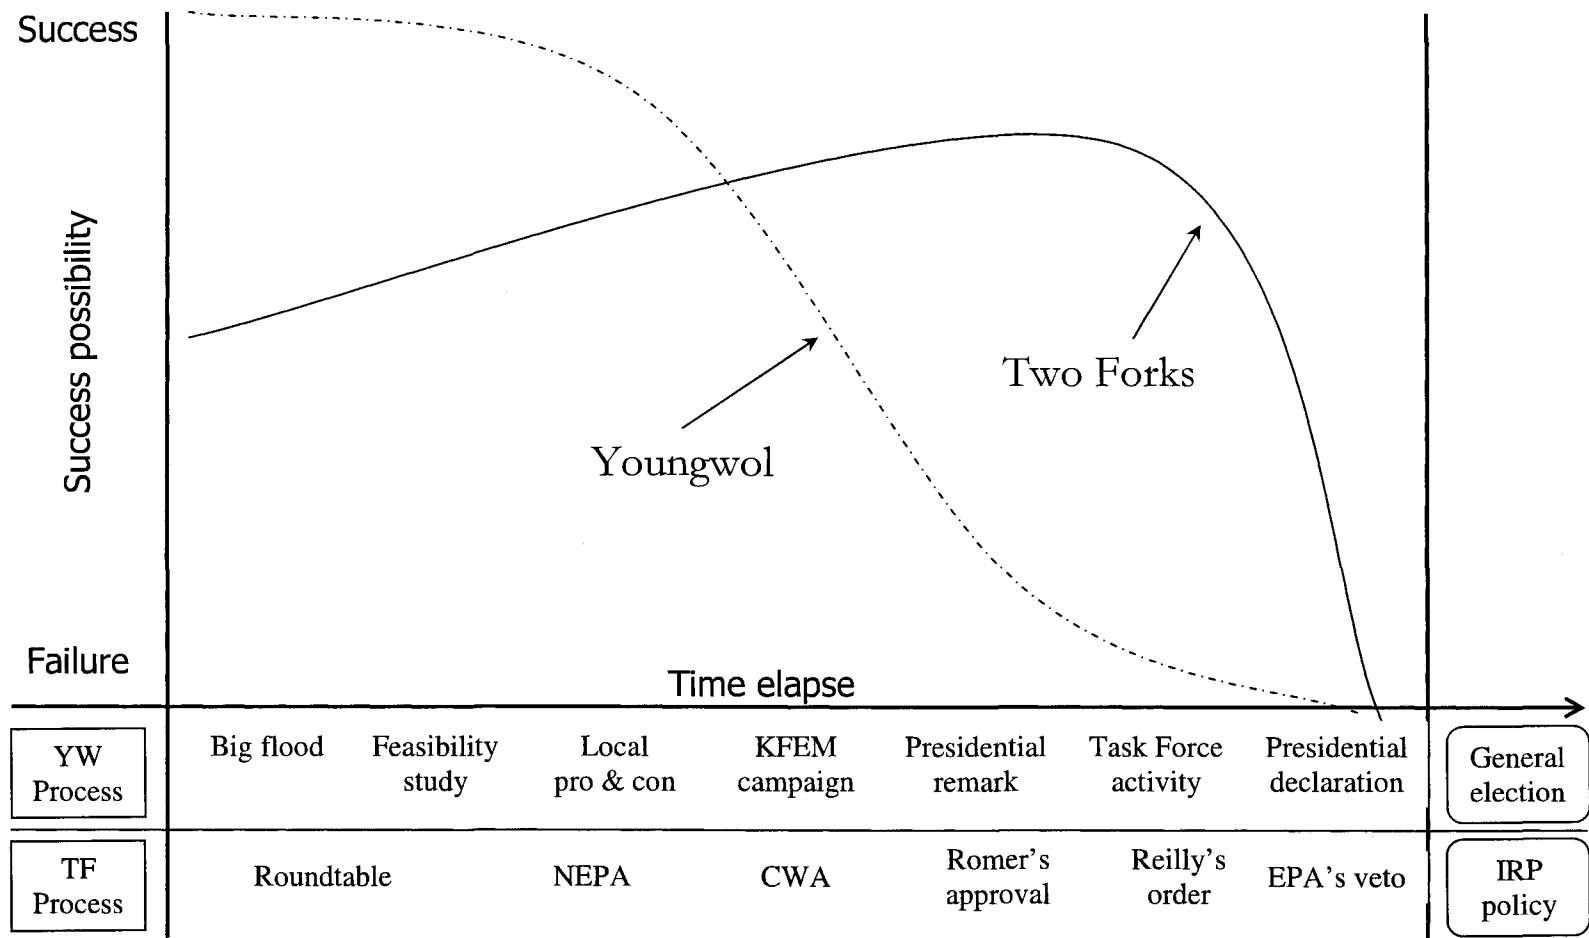 Success
Success possibility
Two Forks
Youngwol
Failure
Time elapse
YW
Process
Big flood
Feasibility
study
Local
pro & con
KFEM
campaign
Presidential
remark
Task Force
activity
Presidential
declaration
General
election
TF
Process
Roundtable
NEPA
CWA
Romer's
approval
Reilly's
order
EPA's veto
IRP
policy